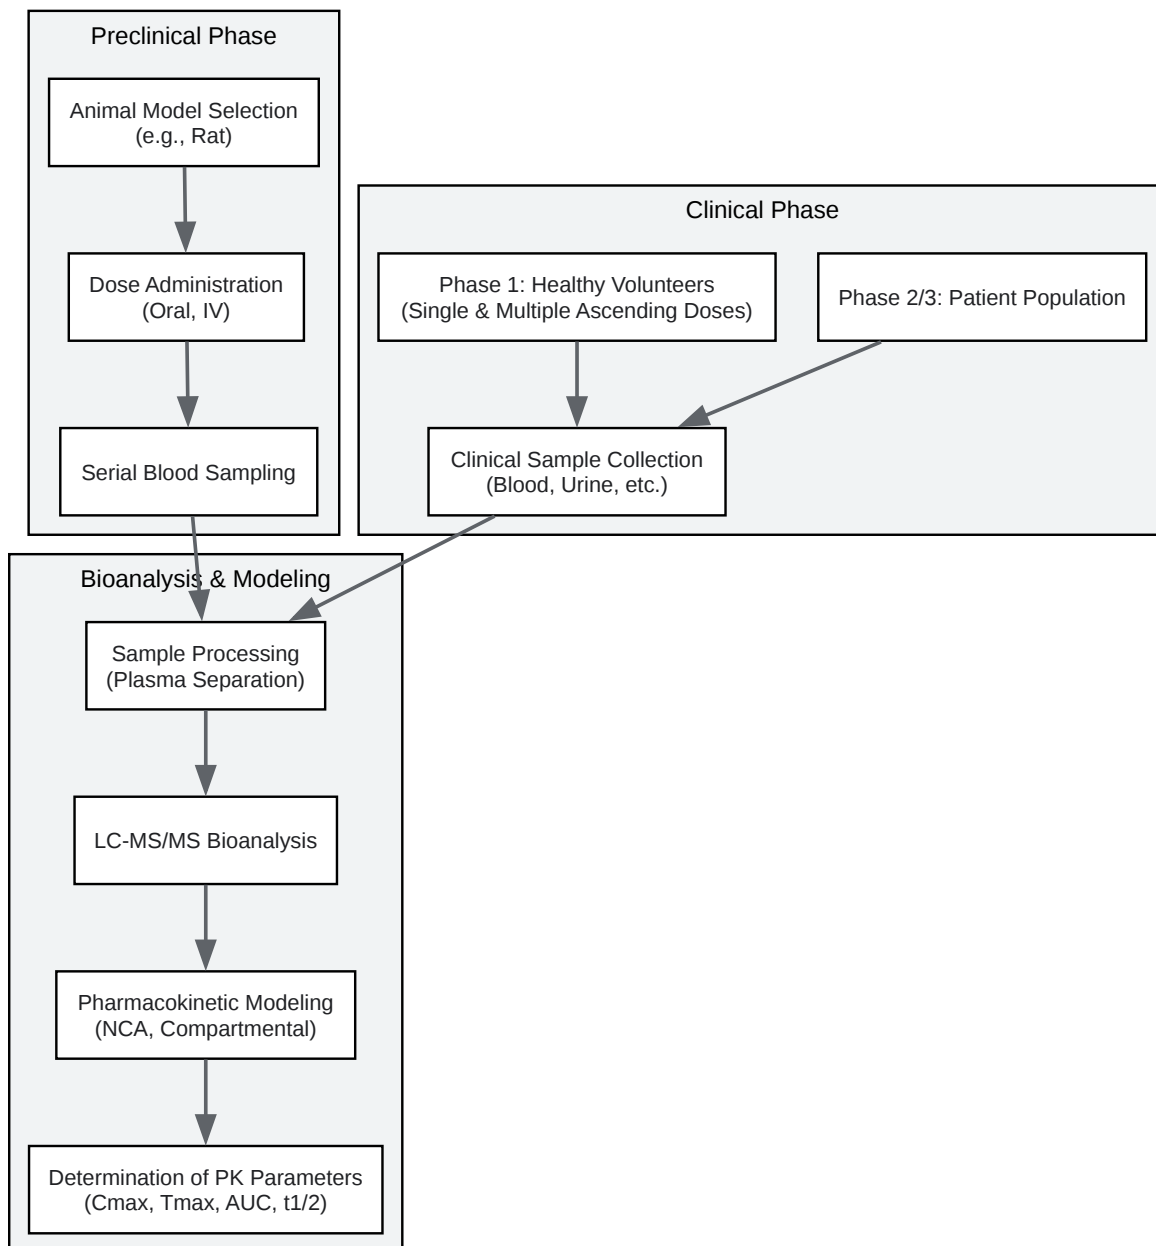 Preclinical Phase
Animal Model Selection
(e.g., Rat)
Dose Administration
(Oral, IV)
Serial Blood Sampling
Clinical Phase
Phase 1: Healthy Volunteers
(Single & Multiple Ascending Doses)
Phase 2/3: Patient Population
Clinical Sample Collection
(Blood, Urine, etc.)
Bioanalysis & Modeling
Sample Processing
(Plasma Separation)
LC-MS/MS Bioanalysis
Pharmacokinetic Modeling
(NCA, Compartmental)
Determination of PK Parameters
(Cmax, Tmax, AUC, t1/2)